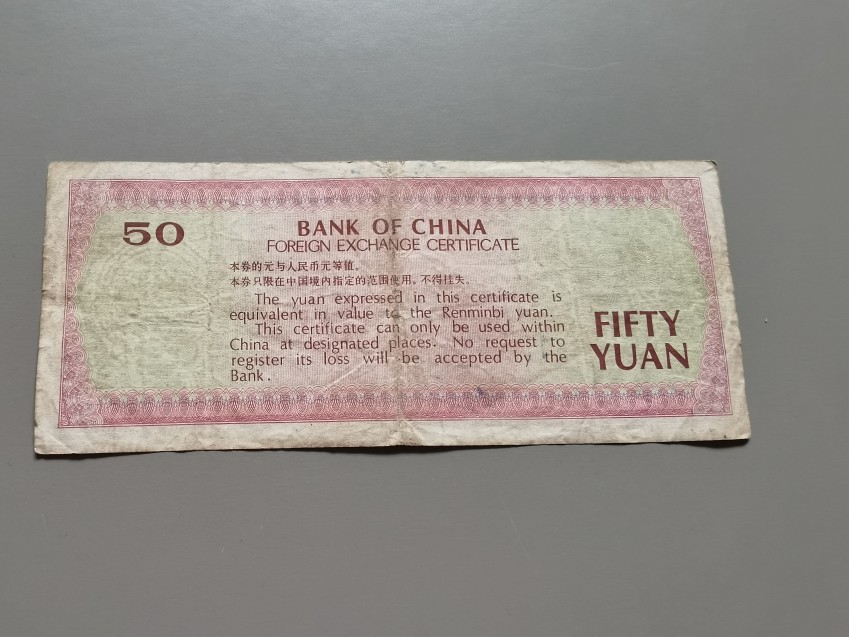 50
BANK OF CHINA
FOREIGN EXCHANGE CERTIFICATE
本券的元与人民币元等值。
本券只限在中国境内指定的范围使用。不得挂失。
The yuan expressed in this certificate is
equivalent in value to the Renminbi yuan.
This certificate can only be used within
China at designated places. No request to
register its loss will be accepted by the
Bank.
FIFTY
YUAN